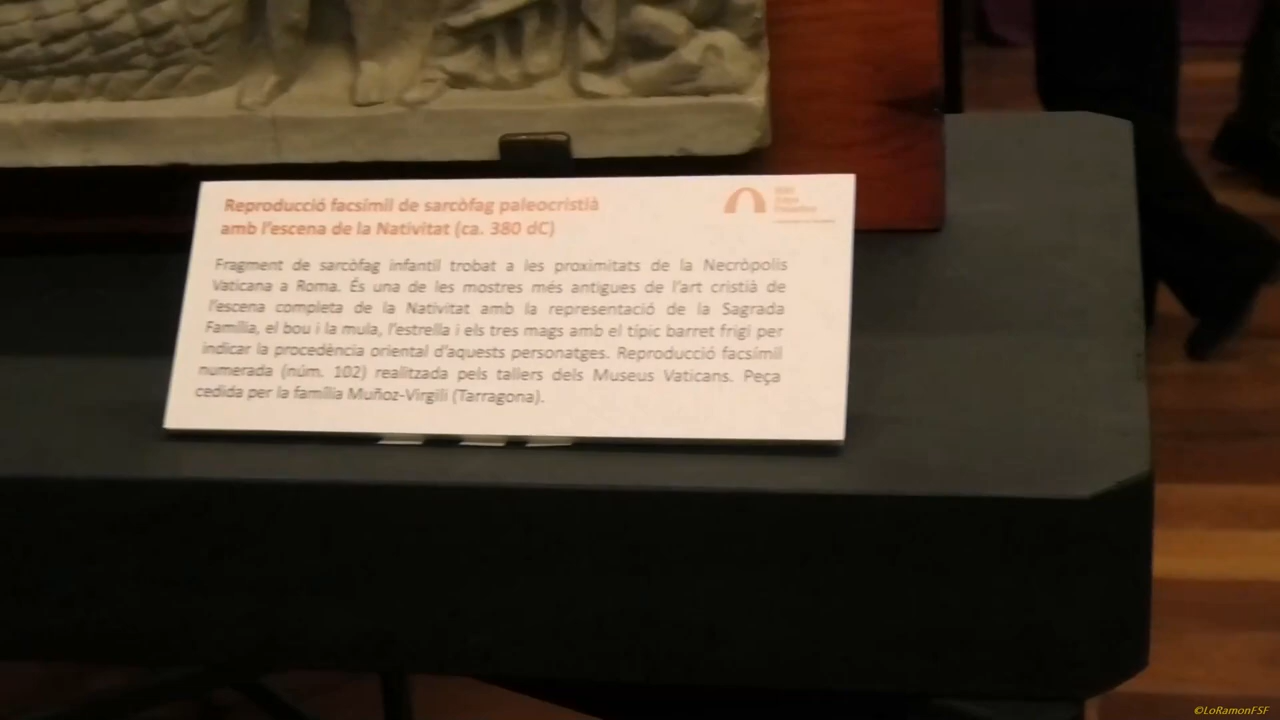 Reproducció facsímil de sarcòfag paleocristià
amb l'escena de la Nativitat (ca. 380 dC)
Fragment de sarcòfag infantil trobat a les proximitats de la Necròpolis
Vaticana a Roma. És una de les mostres més antigues de l'art cristià de
l'escena completa de la Nativitat amb la representació de la Sagrada
Família, el bou i la mula, l'estrella i els tres mags amb el típic barret frigi per
indicar la procedència oriental d'aquests personatges. Reproducció facsímil
numerada (núm. 102) realitzada pels tallers dels Museus Vaticans. Peça
cedida per la família Muñoz-Virgili (Tarragona).
©LoRamonFSF